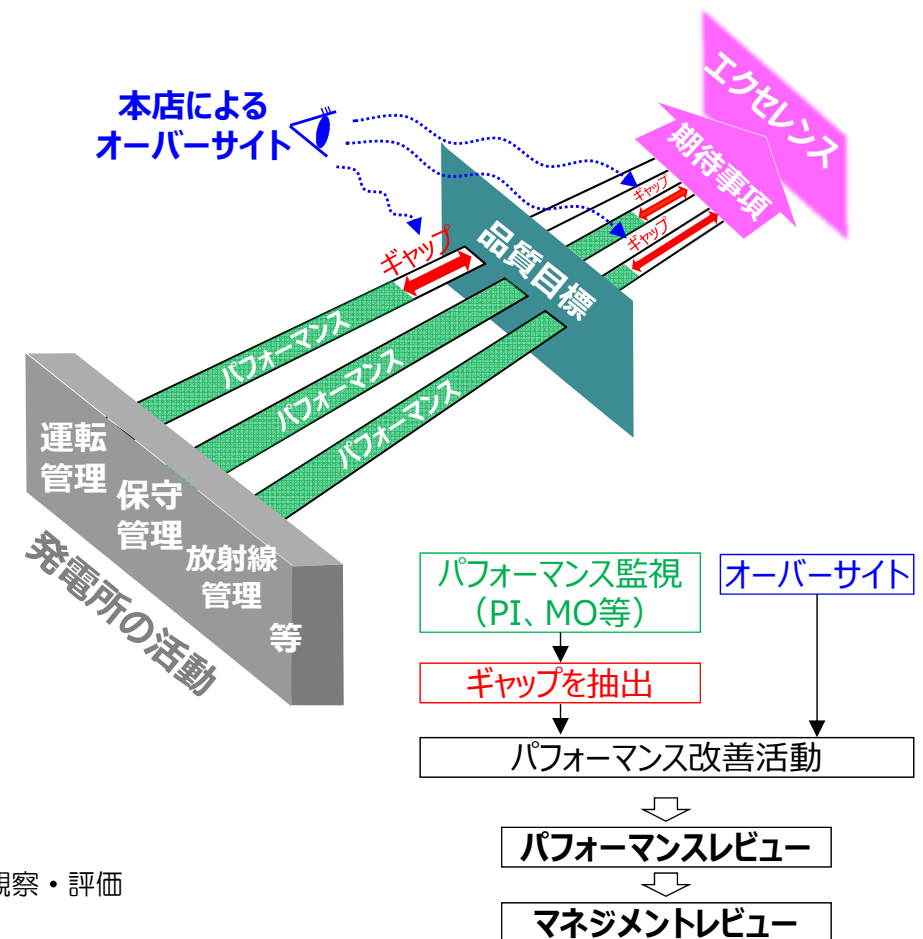 エクセレンス
期待事項
本店による
オーバーサイト
ギャップ
ギャップ
ギャップ
品質目標
パフォーマンス
パフォーマンス
パフォーマンス
運転
管理
保守
管理
放射線
管理
等
発電所の活動
パフォーマンス監視
（PI、MO等）
オーバーサイト
ギャップを抽出
パフォーマンス改善活動
パフォーマンスレビュー
マネジメントレビュー
観察・評価